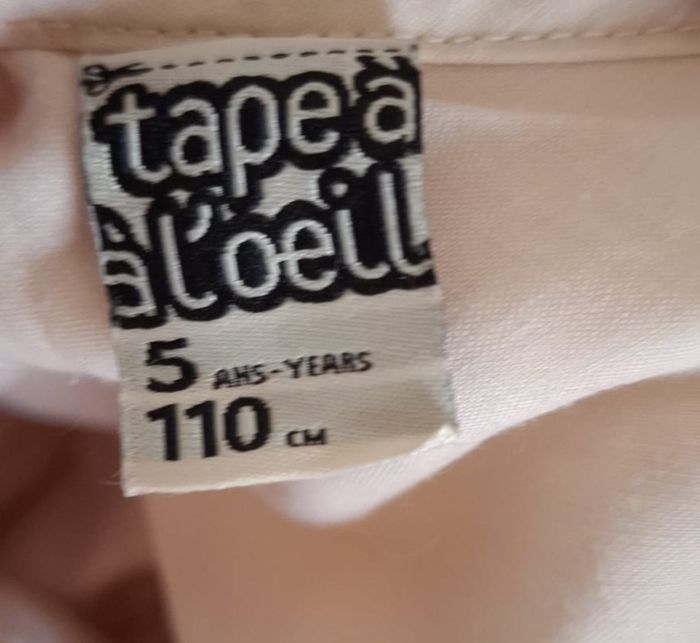 tape à
à l'oeil
5 ANS-YEARS
110 CM